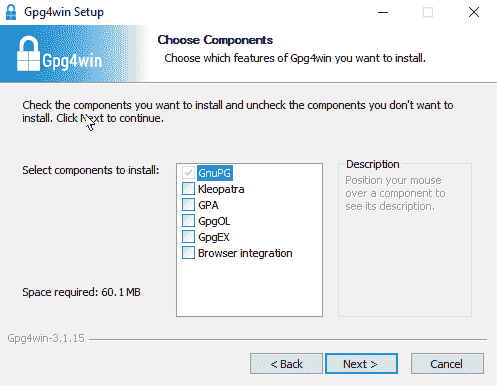 Gpg4win Setup
Gpg4win
Choose Components
Choose which features of Gpg4win you want to install.
Check the components you want to install and uncheck the components you don't want to
install. Click Next to continue.
Select components to install:
GnuPG
Kleopatra
GPA
GpgOL
GpgEX
Browser integration
Description
Position your mouse
over a component to
see its description.
Space required: 60.1 MB
Gpg4win-3.1.15
< Back
Next >
Cancel